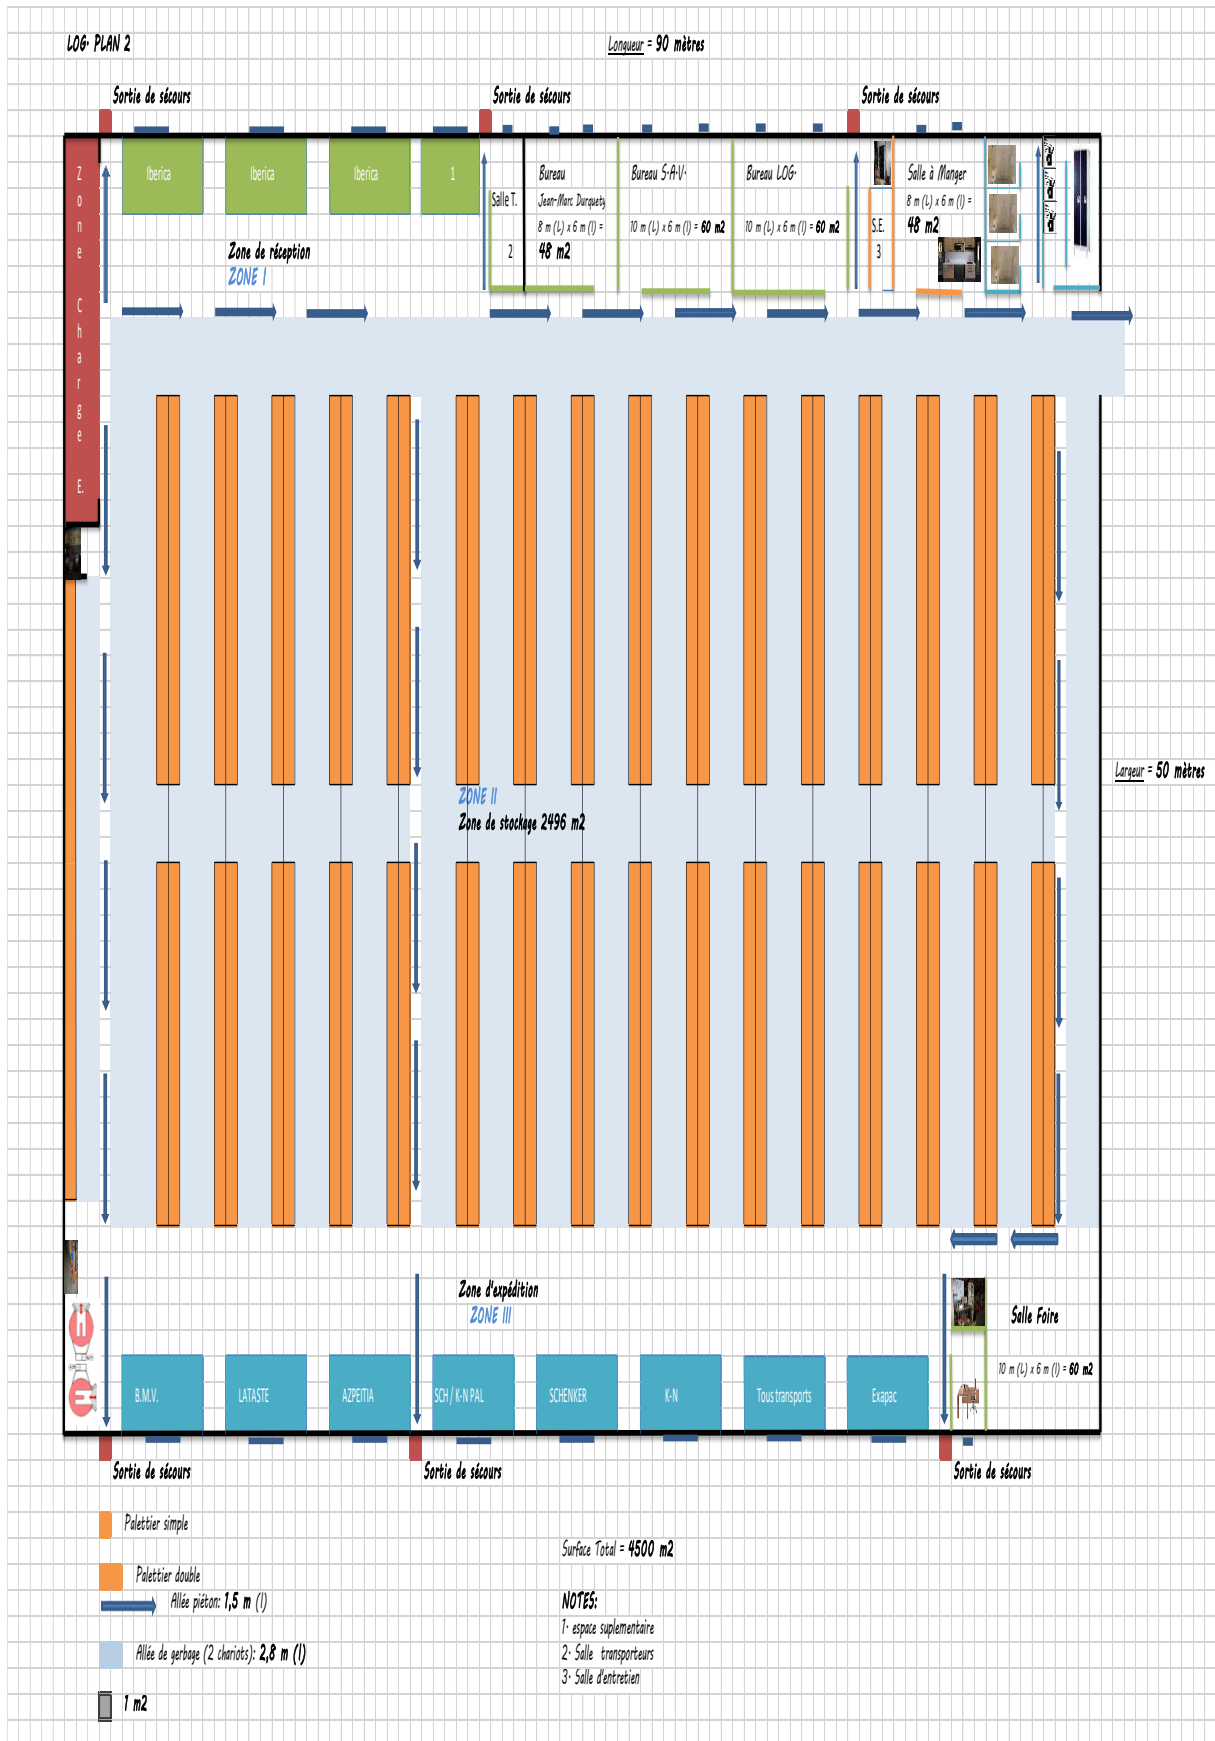 LOG. PLAN 2
Longueur = 90 mètres
Sortie de sécours
Sortie de sécours
Sortie de sécours
Zone Charge E.
Iberica
Iberica
Iberica
1
Salle T.
2
Bureau
Jean-Marc Durquety
8 m (L) x 6 m (l) =
48 m2
Bureau S.A.V.
10 m (L) x 6 m (l) = 60 m2
Bureau LOG.
10 m (L) x 6 m (l) = 60 m2
S.E.
3
Salle à Manger
8 m (L) x 6 m (l) =
48 m2
Zone de réception
ZONE I
Largeur = 50 mètres
ZONE II
Zone de stockage 2496 m2
Zone d'expédition
ZONE III
Salle Foire
10 m (L) x 6 m (l) = 60 m2
B.M.V.
LATASTE
AZPEITIA
SCH / K-N PAL
SCHENKER
K-N
Tous transports
Exapac
Sortie de sécours
Sortie de sécours
Sortie de sécours
Palettier simple
Palettier double
Allée piéton: 1,5 m (l)
Allée de gerbage (2 chariots): 2,8 m (l)
1 m2
Surface Total = 4500 m2
NOTES:
1. espace suplementaire
2. Salle transporteurs
3. Salle d'entretien